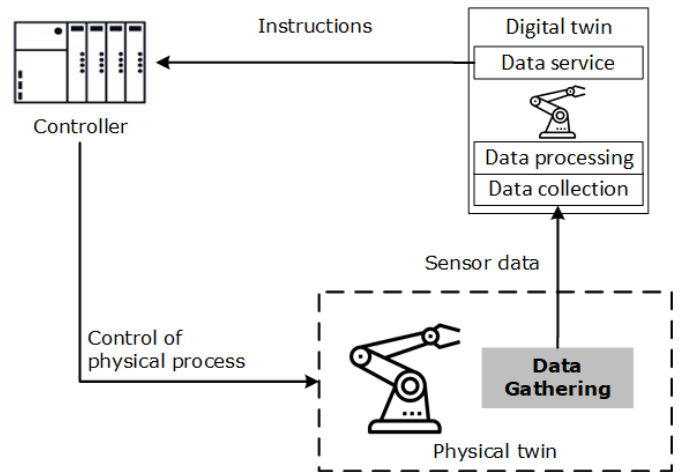 Instructions
Digital twin
Data service
Controller
Data processing
Data collection
Sensor data
Control of
physical process
Data
Gathering
Physical twin